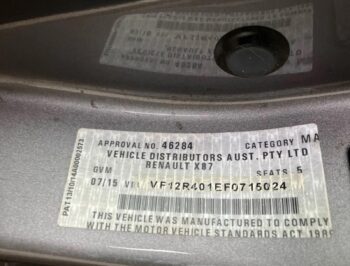 APPROVAL NO. 46284 CATEGORY MA
VEHICLE DISTRIBUTORS AUST. PTY LTD
RENAULT X87
GVM SEATS 5
07/15 VF12R401EF0715024
THIS VEHICLE WAS MANUFACTURED TO COMPLY
WITH THE MOTOR VEHICLE STANDARDS ACT 198